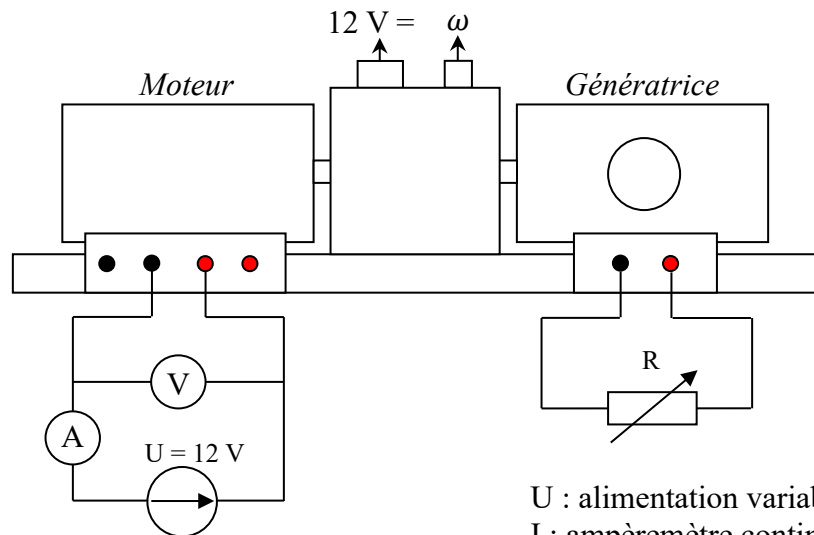 12 V = ω
Moteur
Génératrice
V
R
A
U = 12 V
U : alimentation variab
I : ampèremètre contin